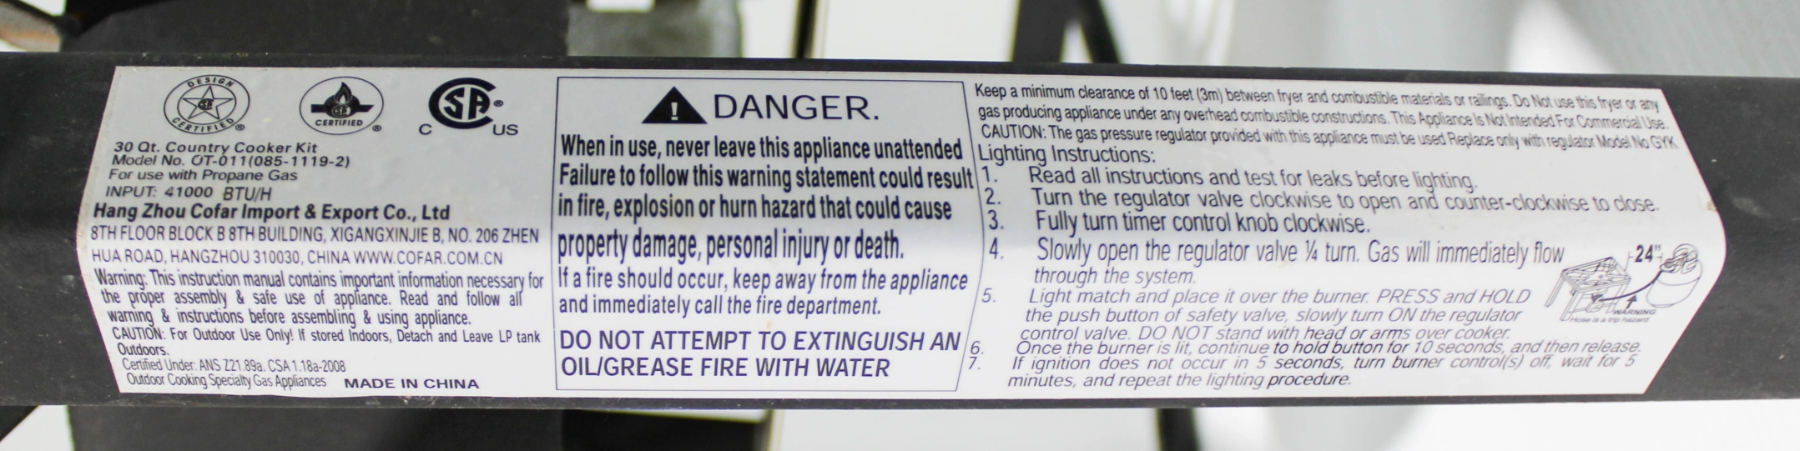 DESIGN
CERTIFIED
CERTIFIED
C SA US
30 Qt. Country Cooker Kit
Model No. OT-011(085-1119-2)
For use with Propane Gas
INPUT: 41000 BTU/H
Hang Zhou Cofar Import & Export Co., Ltd
8TH FLOOR BLOCK B 8TH BUILDING, XIGANGXINJIE B, NO. 206 ZHEN
HUA ROAD, HANGZHOU 310030, CHINA WWW.COFAR.COM.CN
Warning: This instruction manual contains important information necessary for
the proper assembly & safe use of appliance. Read and follow all
warning & instructions before assembling & using appliance.
CAUTION: For Outdoor Use Only! If stored Indoors, Detach and Leave LP tank
Outdoors.
Certified Under: ANS Z21.89a. CSA 1.18a-2008
Outdoor Cooking Specialty Gas Appliances MADE IN CHINA
! DANGER.
When in use, never leave this appliance unattended
Failure to follow this warning statement could result
in fire, explosion or hurn hazard that could cause
property damage, personal injury or death.
If a fire should occur, keep away from the appliance
and immediately call the fire department.
DO NOT ATTEMPT TO EXTINGUISH AN
OIL/GREASE FIRE WITH WATER
Keep a minimum clearance of 10 feet (3m) between fryer and combustible materials or railings. Do Not use this fryer or any
gas producing appliance under any overhead combustible constructions. This Appliance Is Not Intended For Commercial Use.
CAUTION: The gas pressure regulator provided with this appliance must be used Replace only with regulator Model No GYK
Lighting Instructions:
1. Read all instructions and test for leaks before lighting.
2. Turn the regulator valve clockwise to open and counter-clockwise to close.
3. Fully turn timer control knob clockwise.
4. Slowly open the regulator valve ¼ turn. Gas will immediately flow
through the system.
5. Light match and place it over the burner. PRESS and HOLD
the push button of safety valve, slowly turn ON the regulator
control valve. DO NOT stand with head or arms over cooker.
6. Once the burner is lit, continue to hold button for 10 seconds, and then release.
7. If ignition does not occur in 5 seconds, turn burner control(s) off, wait for 5
minutes, and repeat the lighting procedure.
24"
WARNING
Hose is a trip hazard